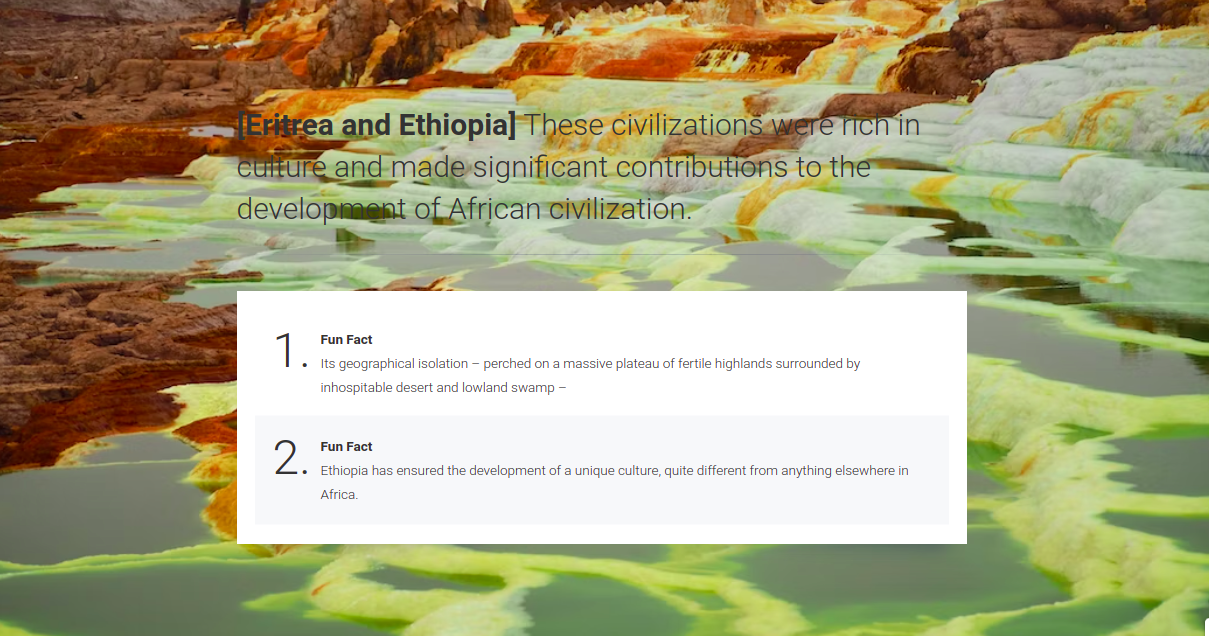 [Eritrea and Ethiopia] These civilizations were rich in
culture and made significant contributions to the
development of African civilization.
1.
Fun Fact
Its geographical isolation – perched on a massive plateau of fertile highlands surrounded by
inhospitable desert and lowland swamp –
2.
Fun Fact
Ethiopia has ensured the development of a unique culture, quite different from anything elsewhere in
Africa.